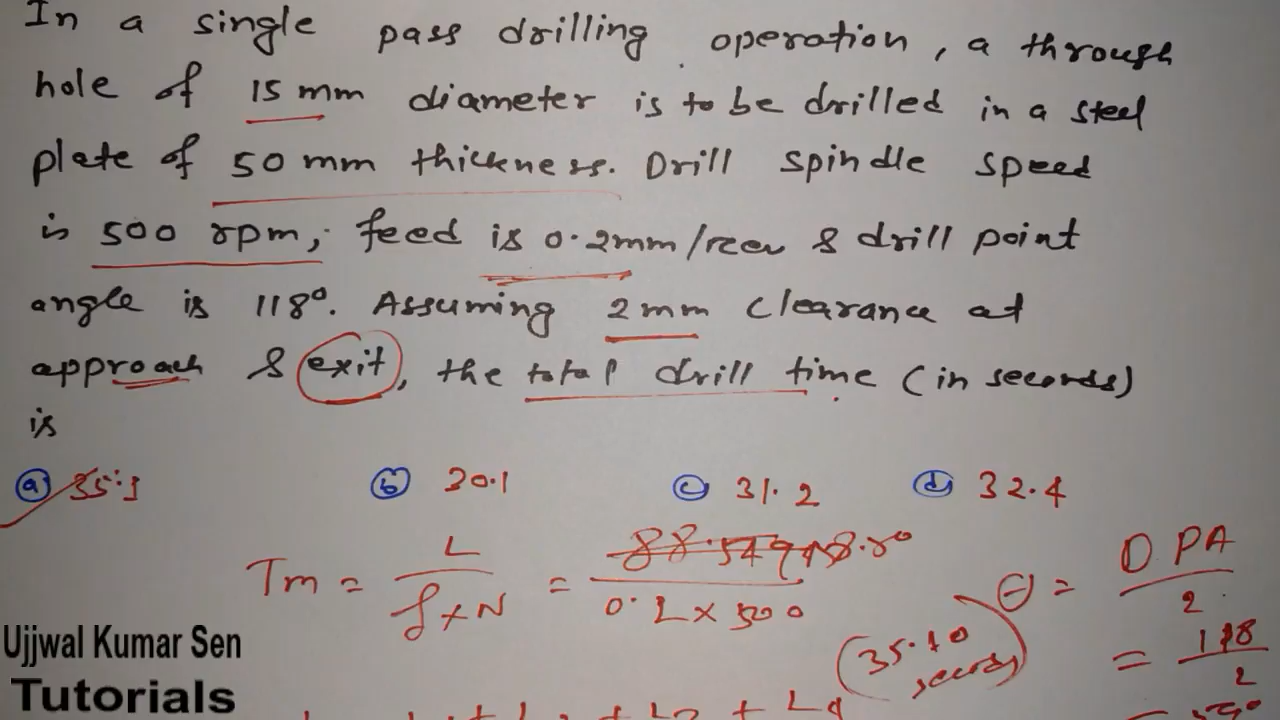 In a single pass drilling operation, a through
hole of 15 mm diameter is to be drilled in a steel
plate of 50 mm thickness. Drill spindle speed
is 500 rpm, feed is 0.2mm/rev & drill point
angle is 118°. Assuming 2mm clearance at
approach & exit, the total drill time (in seconds)
is
(a) 35.1 (b) 30.1 (c) 31.2 (d) 32.4
Tm = L / f×N = / 0.2×500
θ = DPA / 2
(35.10 seconds)
= 118 / 2
Ujjwal Kumar Sen
Tutorials